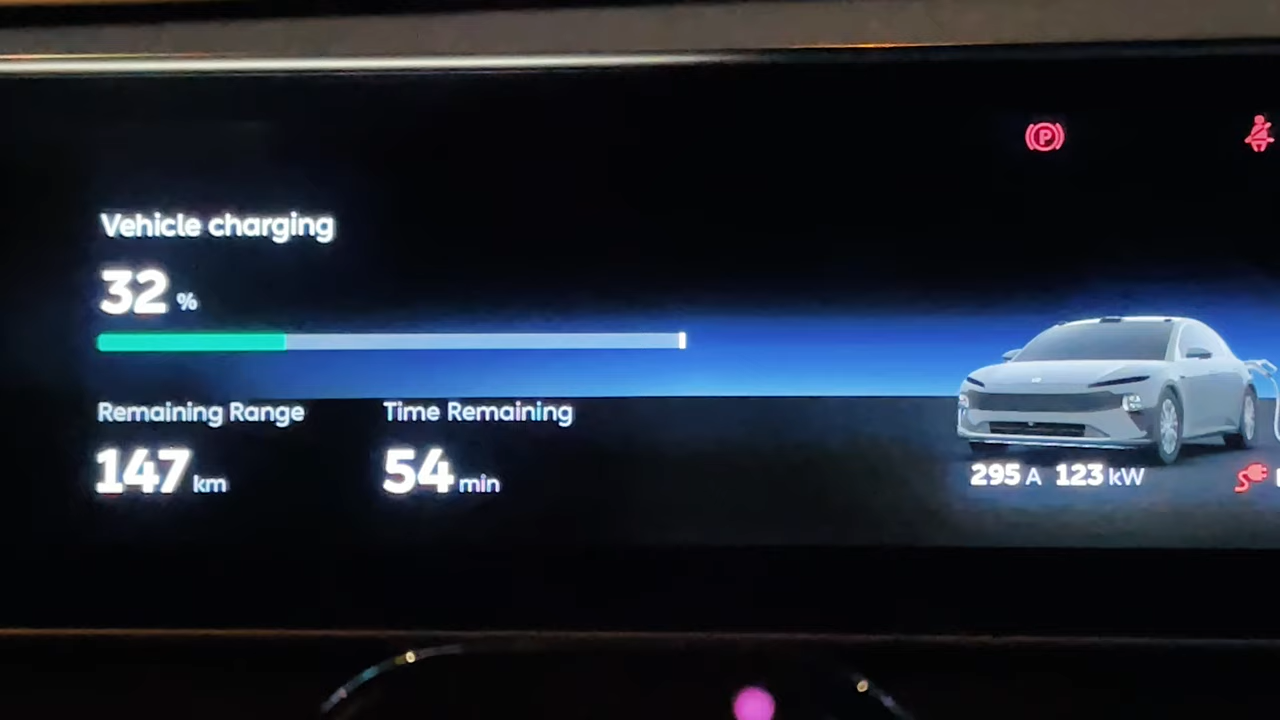 P
Vehicle charging
32 %
Remaining Range Time Remaining
147 km 54 min
295 A 123 kW